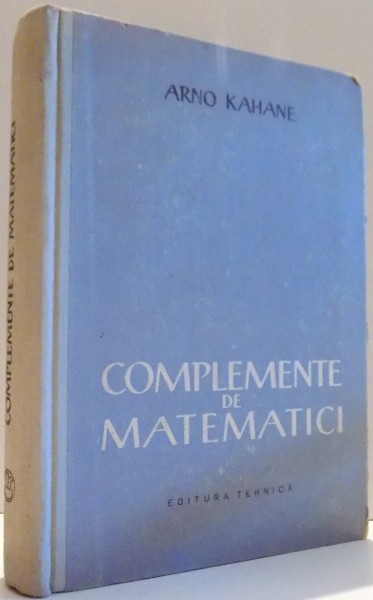 COMPLEMENTE DE MATEMATICI
ARNO KAHANE
COMPLEMENTE
DE
MATEMATICI
EDITURA TEHNICĂ